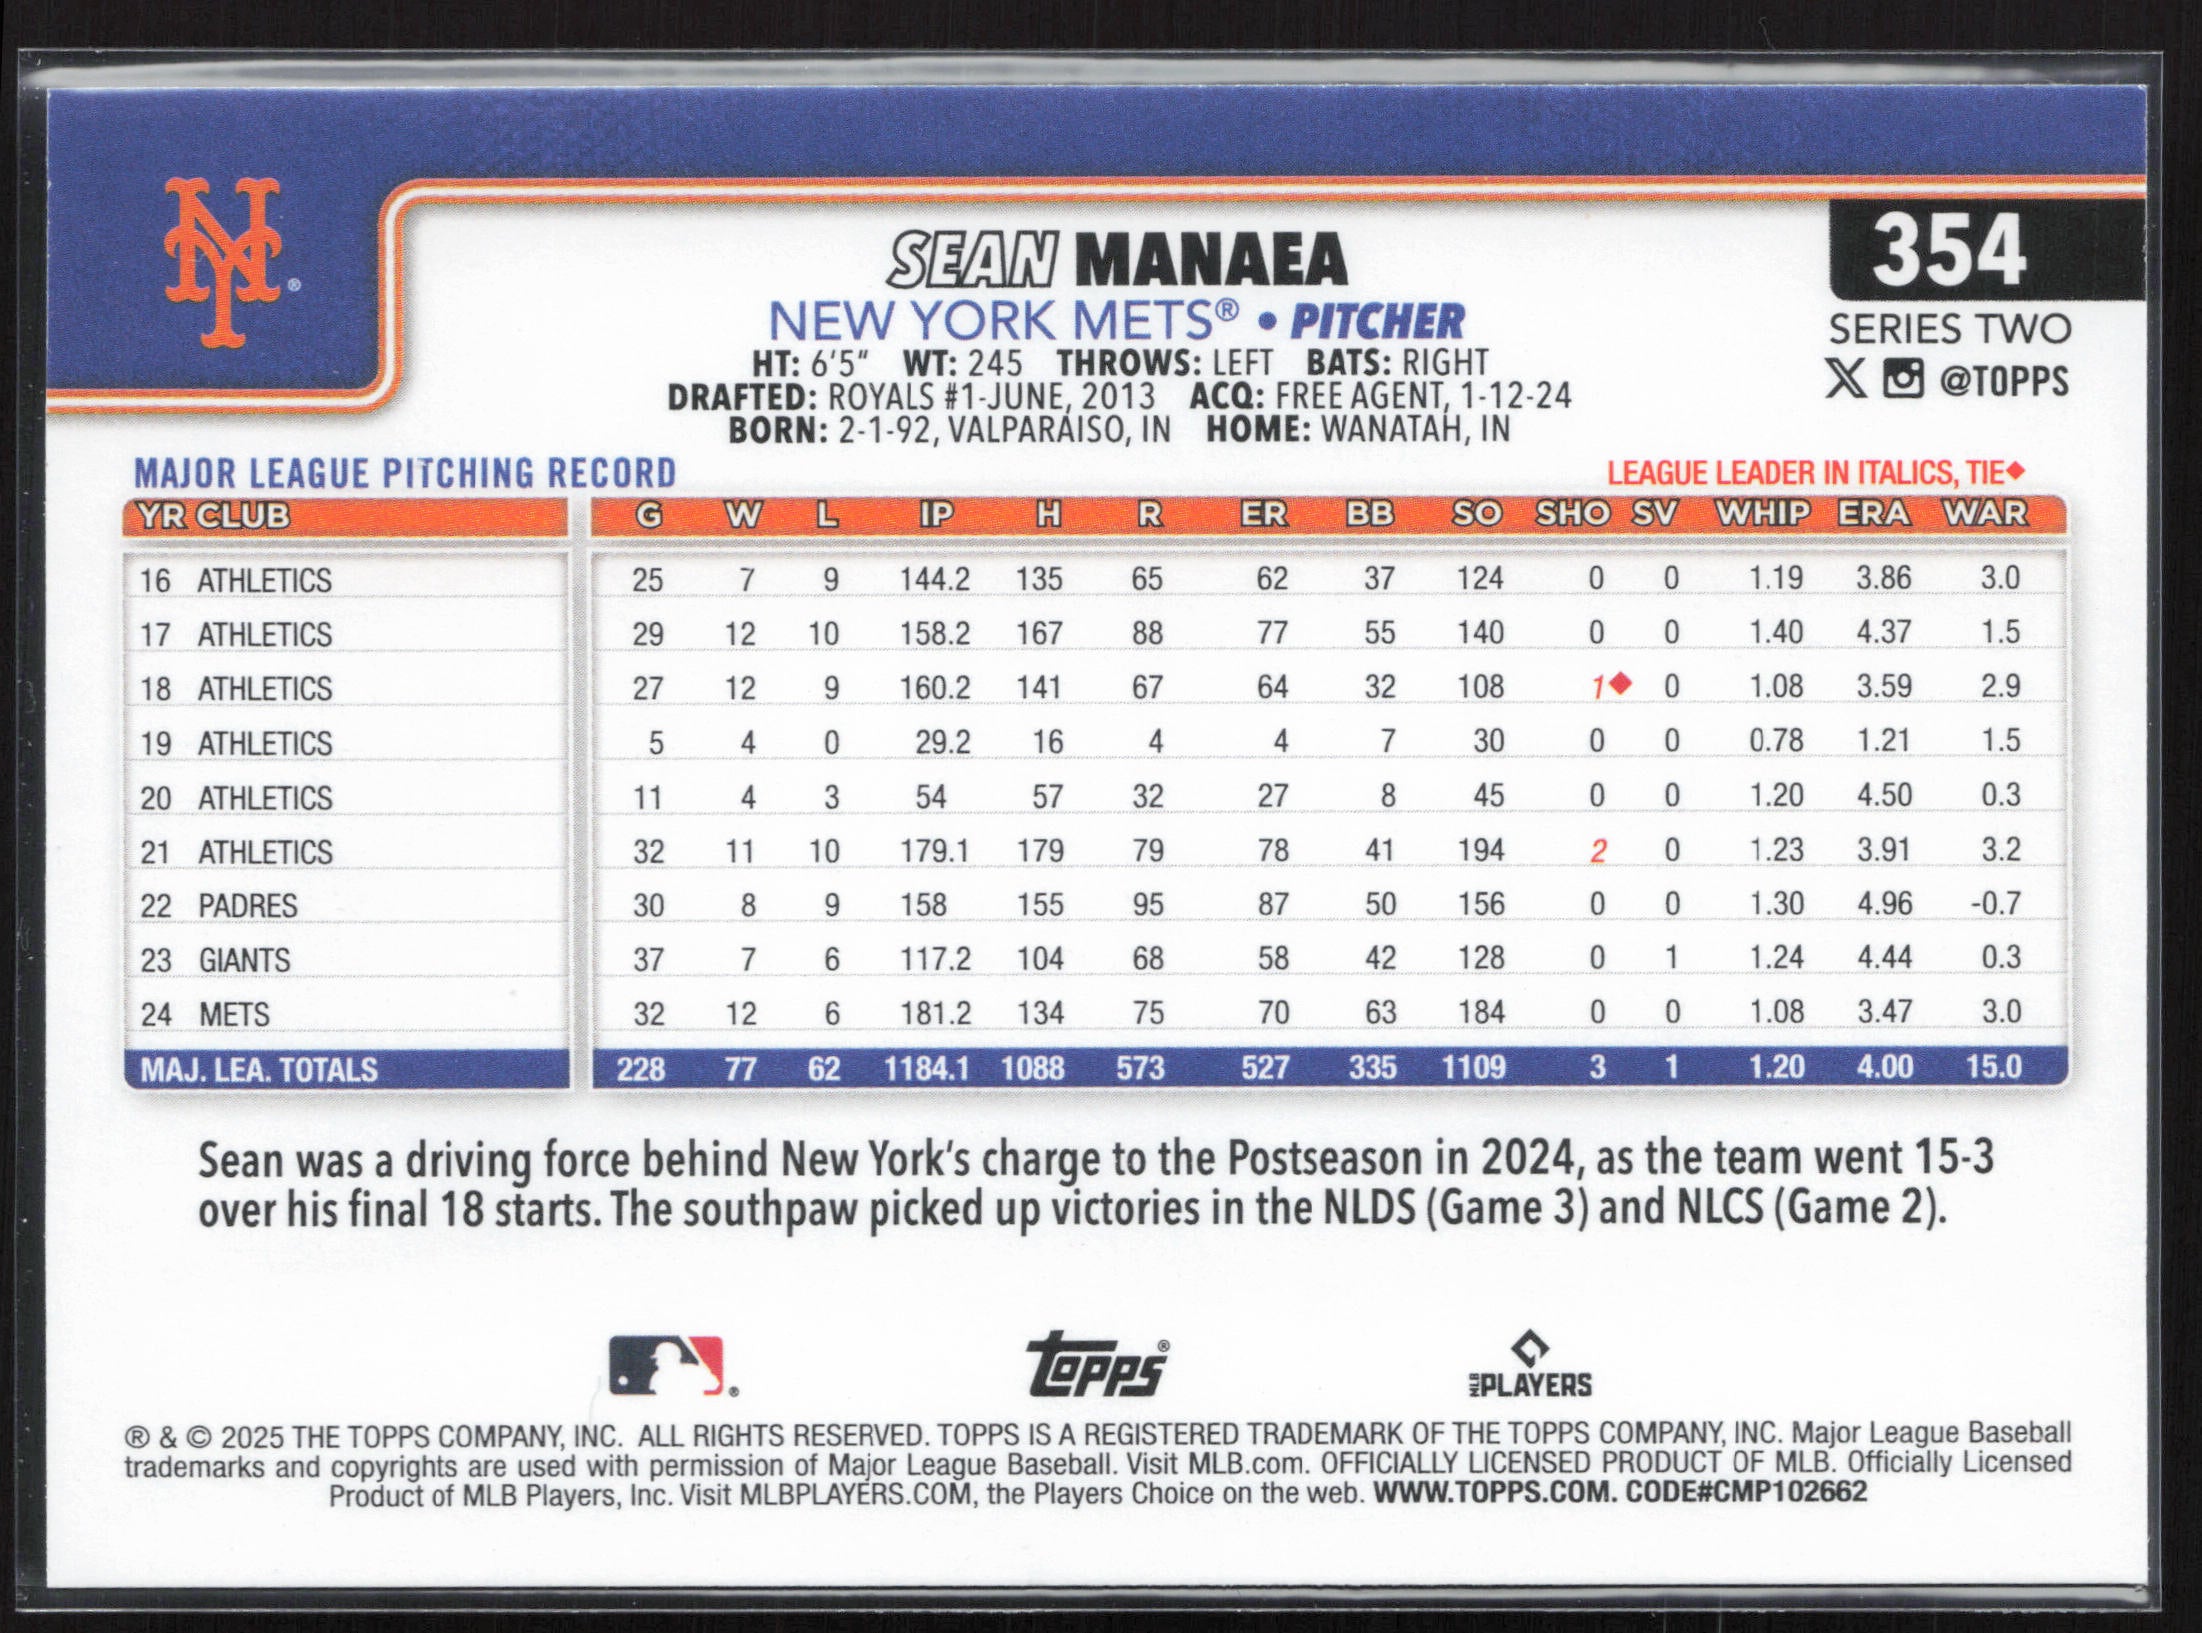 NY®
SEAN MANAEA
354
NEW YORK METS® • PITCHER
SERIES TWO
HT: 6'5" WT: 245 THROWS: LEFT BATS: RIGHT
@TOPPS
DRAFTED: ROYALS #1-JUNE, 2013 ACQ: FREE AGENT, 1-12-24
BORN: 2-1-92, VALPARAISO, IN HOME: WANATAH, IN
MAJOR LEAGUE PITCHING RECORD LEAGUE LEADER IN ITALICS, TIE◆
YR CLUB G W L IP H R ER BB SO SHO SV WHIP ERA WAR
16 ATHLETICS 25 7 9 144.2 135 65 62 37 124 0 0 1.19 3.86 3.0
17 ATHLETICS 29 12 10 158.2 167 88 77 55 140 0 0 1.40 4.37 1.5
18 ATHLETICS 27 12 9 160.2 141 67 64 32 108 1◆ 0 1.08 3.59 2.9
19 ATHLETICS 5 4 0 29.2 16 4 4 7 30 0 0 0.78 1.21 1.5
20 ATHLETICS 11 4 3 54 57 32 27 8 45 0 0 1.20 4.50 0.3
21 ATHLETICS 32 11 10 179.1 179 79 78 41 194 2 0 1.23 3.91 3.2
22 PADRES 30 8 9 158 155 95 87 50 156 0 0 1.30 4.96 -0.7
23 GIANTS 37 7 6 117.2 104 68 58 42 128 0 1 1.24 4.44 0.3
24 METS 32 12 6 181.2 134 75 70 63 184 0 0 1.08 3.47 3.0
MAJ. LEA. TOTALS 228 77 62 1184.1 1088 573 527 335 1109 3 1 1.20 4.00 15.0
Sean was a driving force behind New York's charge to the Postseason in 2024, as the team went 15-3
over his final 18 starts. The southpaw picked up victories in the NLDS (Game 3) and NLCS (Game 2).
® topps® MLB PLAYERS
® & © 2025 THE TOPPS COMPANY, INC. ALL RIGHTS RESERVED. TOPPS IS A REGISTERED TRADEMARK OF THE TOPPS COMPANY, INC. Major League Baseball
trademarks and copyrights are used with permission of Major League Baseball. Visit MLB.com. OFFICIALLY LICENSED PRODUCT OF MLB. Officially Licensed
Product of MLB Players, Inc. Visit MLBPLAYERS.COM, the Players Choice on the web. WWW.TOPPS.COM. CODE#CMP102662